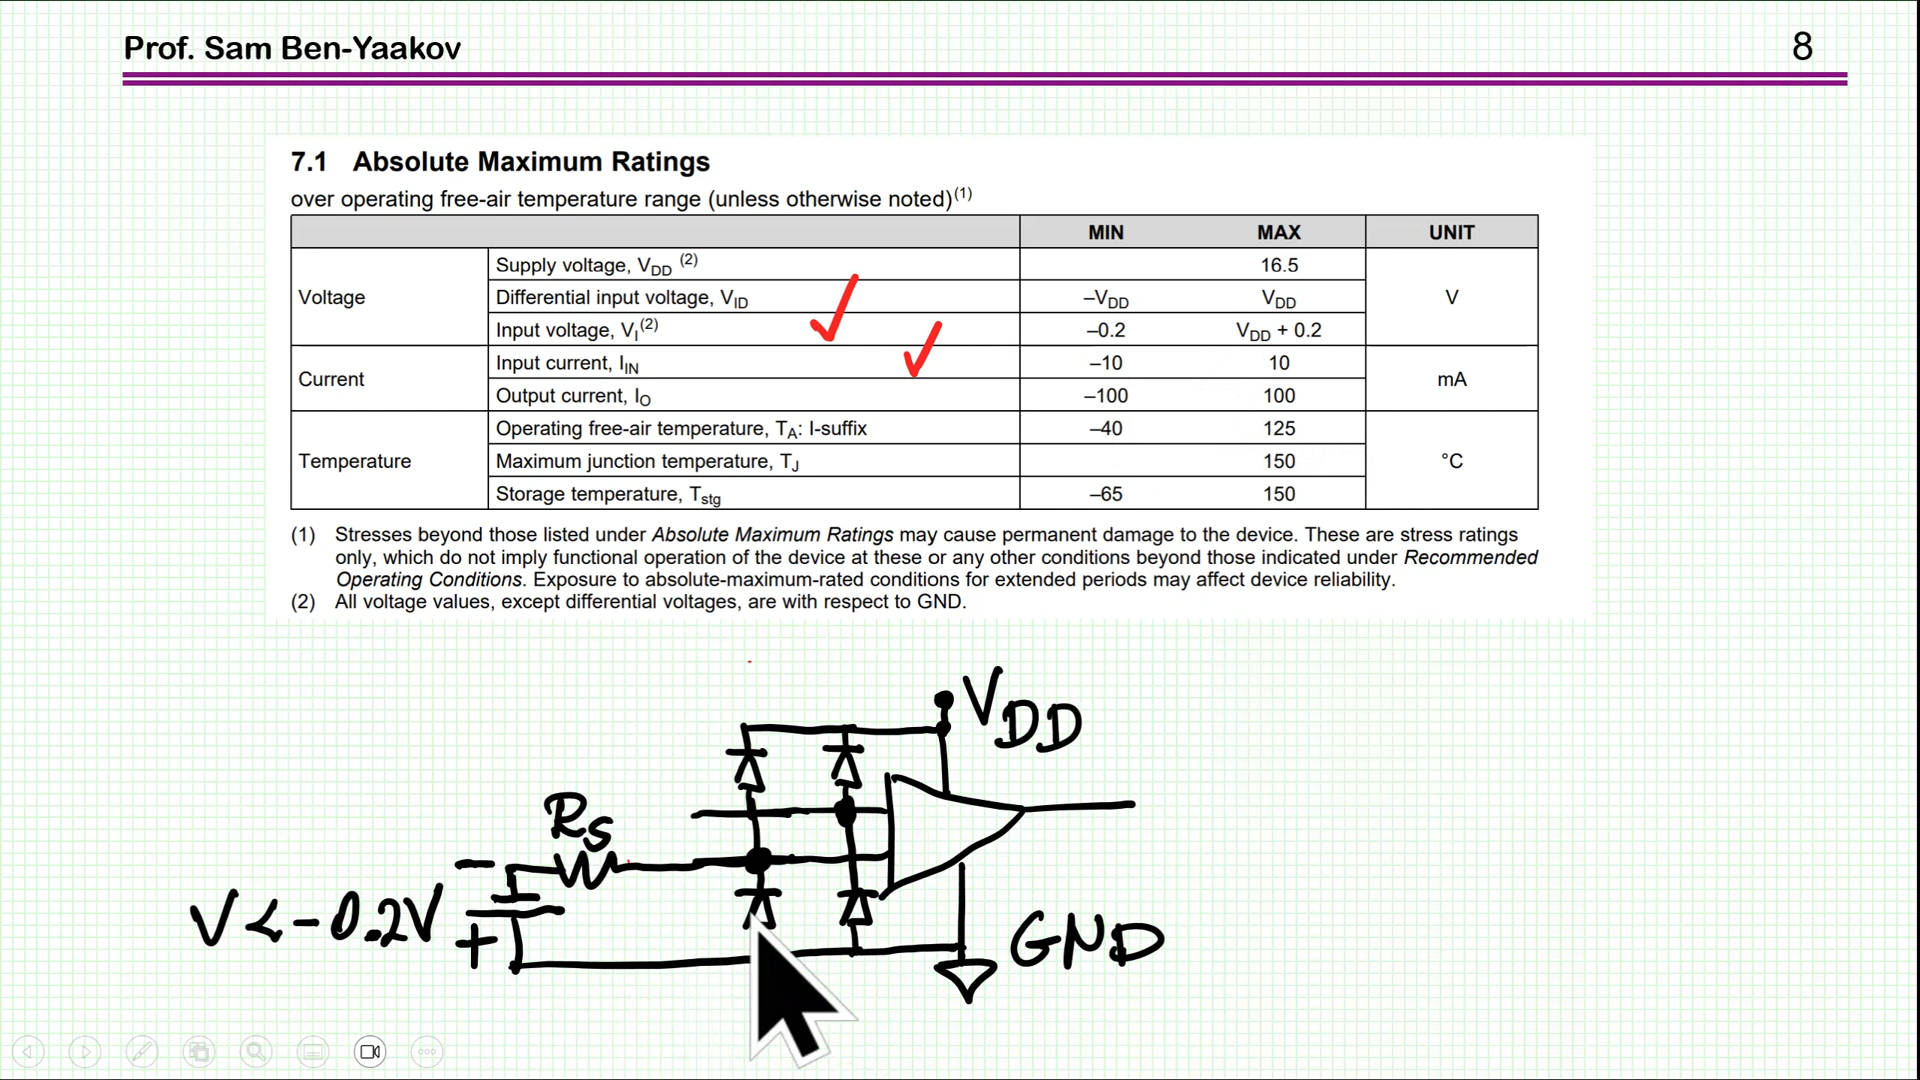 Prof. Sam Ben-Yaakov 8
7.1 Absolute Maximum Ratings
over operating free-air temperature range (unless otherwise noted)(1)
MIN MAX UNIT
Voltage Supply voltage, VDD (2) 16.5 V
Differential input voltage, VID –VDD VDD
Input voltage, VI(2) –0.2 VDD + 0.2
Current Input current, IIN –10 10 mA
Output current, IO –100 100
Temperature Operating free-air temperature, TA: I-suffix –40 125 °C
Maximum junction temperature, TJ 150
Storage temperature, Tstg –65 150
(1) Stresses beyond those listed under Absolute Maximum Ratings may cause permanent damage to the device. These are stress ratings
only, which do not imply functional operation of the device at these or any other conditions beyond those indicated under Recommended
Operating Conditions. Exposure to absolute-maximum-rated conditions for extended periods may affect device reliability.
(2) All voltage values, except differential voltages, are with respect to GND.
VDD
RS
–
V<-0.2V
+
GND